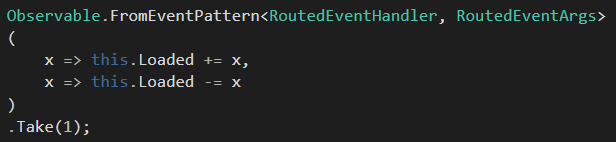 Observable.FromEventPattern<RoutedEventHandler, RoutedEventArgs>
(
    x => this.Loaded += x,
    x => this.Loaded -= x
)
.Take(1);